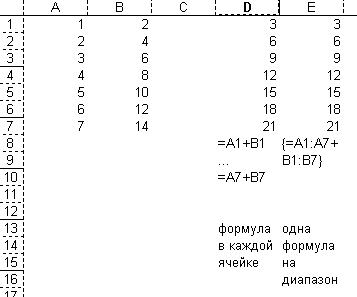 A B C D E
1 1 2 3 3
2 2 4 6 6
3 3 6 9 9
4 4 8 12 12
5 5 10 15 15
6 6 12 18 18
7 7 14 21 21
8 =A1+B1 {=A1:A7+
9 ... B1:B7}
10 =A7+B7
11
12
13 формула одна
14 в каждой формула
15 ячейке на
16 диапазон
17